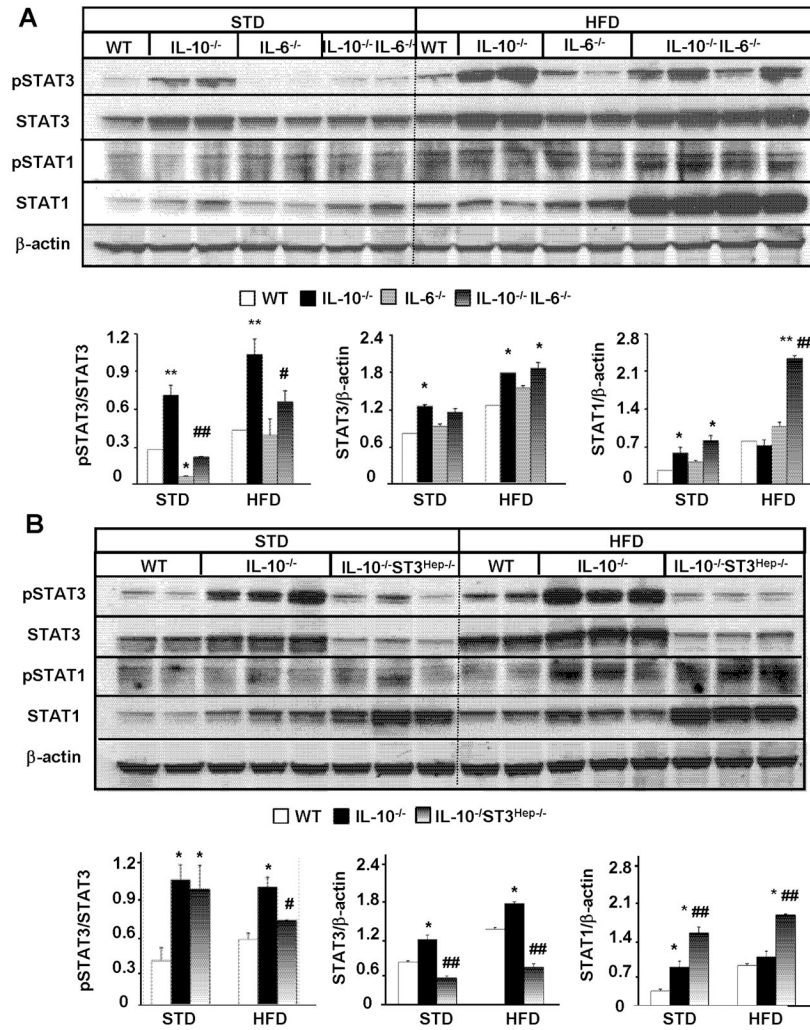 A
STD HFD
WT IL-10-/- IL-6-/- IL-10-/- IL-6-/- WT IL-10-/- IL-6-/- IL-10-/- IL-6-/-
pSTAT3
STAT3
pSTAT1
STAT1
β-actin
WT IL-10-/- IL-6-/- IL-10-/- IL-6-/-
pSTAT3/STAT3
1.2
0.9
0.6
0.3
0
** ** * ## #
STD HFD
STAT3/β-actin
2.4
1.8
1.2
0.6
0
* * *
STD HFD
STAT1/β-actin
2.8
2.1
1.4
0.7
0
* * ** ##
STD HFD
B
STD HFD
WT IL-10-/- IL-10-/-ST3Hep-/- WT IL-10-/- IL-10-/-ST3Hep-/-
pSTAT3
STAT3
pSTAT1
STAT1
β-actin
WT IL-10-/- IL-10-/ST3Hep-/-
pSTAT3/STAT3
1.2
0.9
0.6
0.3
0
* * * #
STD HFD
STAT3/β-actin
2.4
1.8
1.2
0.6
0
* ## * ##
STD HFD
STAT1/β-actin
2.8
2.1
1.4
0.7
0
* * ## * ##
STD HFD